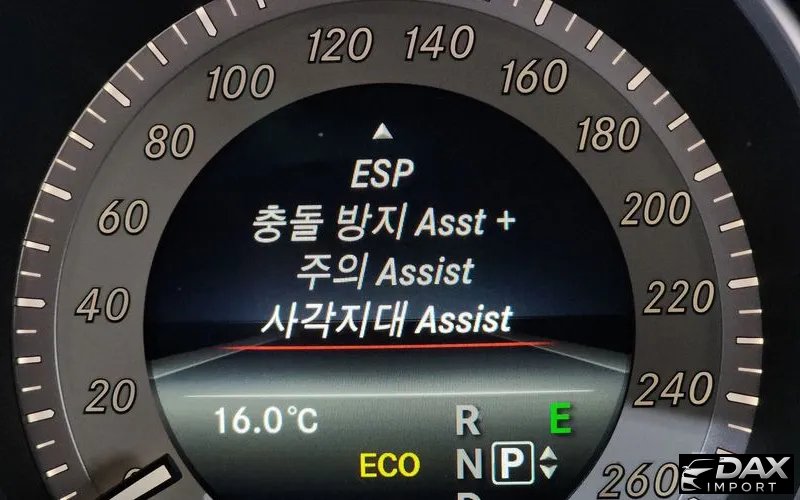 120 140
100 160
80 180
ESP
60 충돌 방지 Asst + 200
주의 Assist
40 사각지대 Assist 220
20 240
16.0°C R E
ECO N P 260
DAX
IMPORT